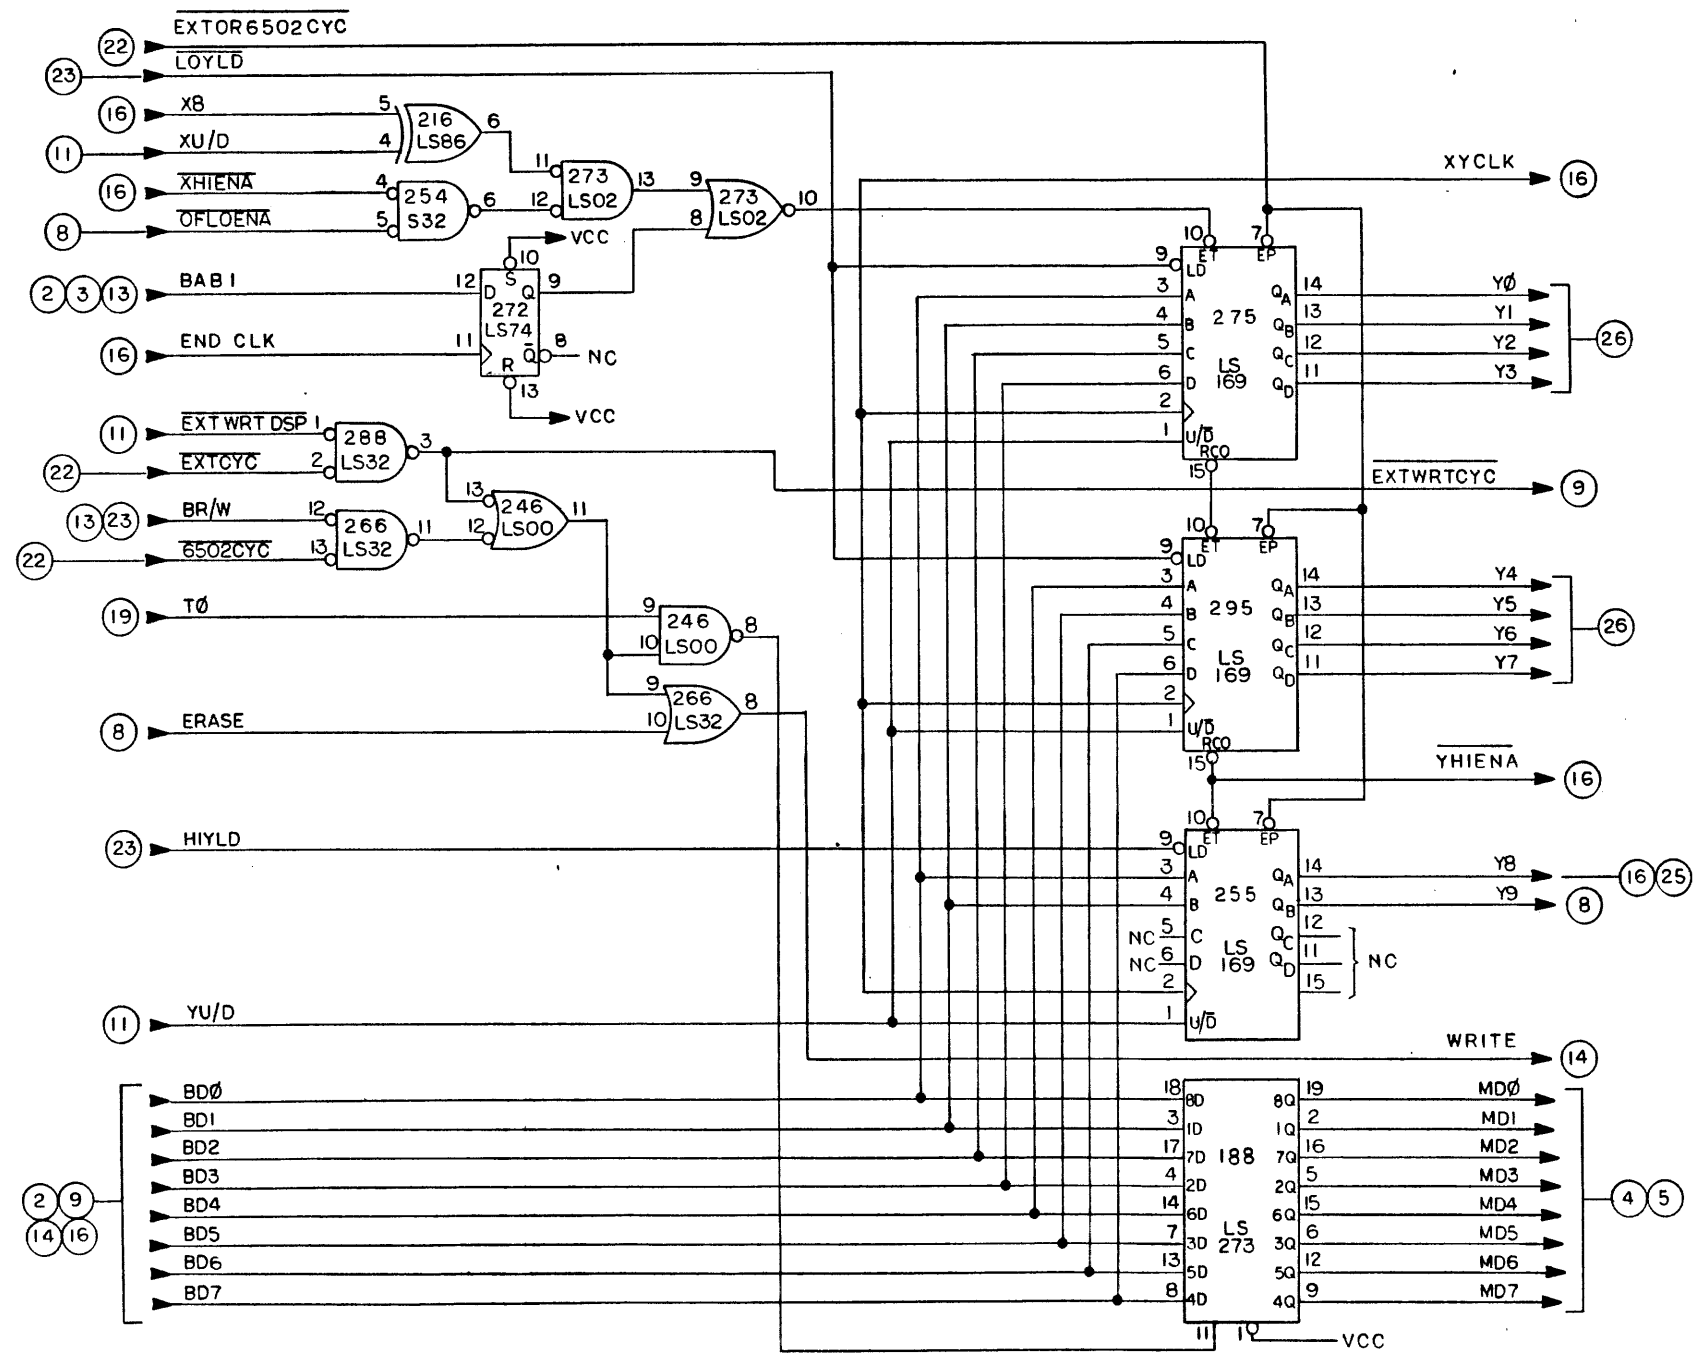 EXTOR6502CYC
22
LOYLD
23
16 X8 5
216 LS86 6
11 XU/D 4
XYCLK 16
16 XHIENA 4
254 S32 6
8 OFLOENA 5
11 12 273 LS02 13
9 8 273 LS02 10
VCC
10
2 3 13 BAB1 12 D S Q 9
272 LS74
16 END CLK 11 Q 8 NC
R 13
VCC
10 ET 7 EP
9 LD
3 A QA 14 Y0
4 B 275 QB 13 Y1
5 C QC 12 Y2
6 D LS 169 QD 11 Y3
26
2
1 U/D
RCO
15
11 EXTWRTDSP 1
288 LS32 3
22 EXTCYC 2
EXTWRTCYC 9
13 23 BR/W 12
266 LS32 11
22 6502CYC 13
13 12 246 LS00 11
10 ET 7 EP
9 LD
3 A QA 14 Y4
4 B 295 QB 13 Y5
5 C QC 12 Y6
6 D LS 169 QD 11 Y7
26
2
1 U/D
RCO
15
19 TØ 9
10 246 LS00 8
9 266 LS32 8
8 ERASE 10
YHIENA 16
10 ET 7 EP
23 HIYLD 9 LD
3 A QA 14 Y8 16 25
4 B 255 QB 13 Y9 8
NC 5 C QC 12
NC 6 D LS 169 QD 11 NC
2 15
11 YU/D 1 U/D
WRITE 14
BDØ 18 8D 8Q 19 MDØ
BD1 3 1D 1Q 2 MD1
BD2 17 7D 188 7Q 16 MD2
BD3 4 2D 2Q 5 MD3
2 9 14 16
BD4 14 6D LS 273 6Q 15 MD4
4 5
BD5 7 3D 3Q 6 MD5
BD6 13 5D 5Q 12 MD6
BD7 8 4D 4Q 9 MD7
11 1 VCC